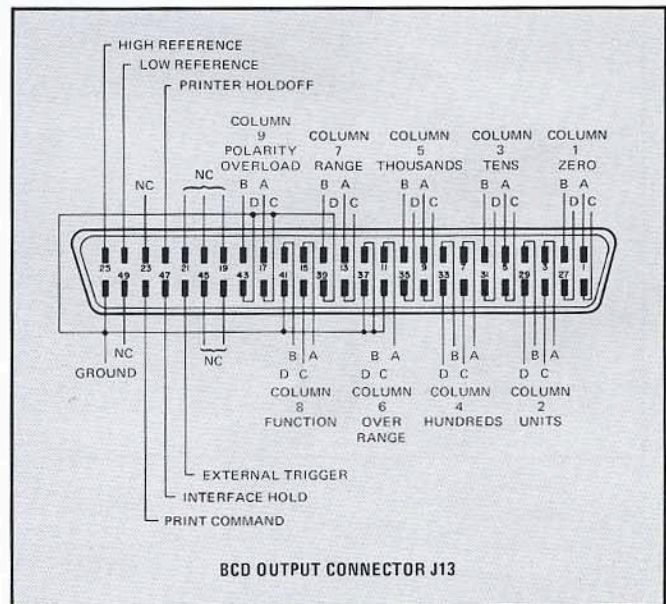 HIGH REFERENCE
LOW REFERENCE
PRINTER HOLDOFF
COLUMN 9 POLARITY OVERLOAD
COLUMN 7 RANGE
COLUMN 5 THOUSANDS
COLUMN 3 TENS
COLUMN 1 ZERO
NC
NC
B A B A B A B A B A
D C D C D C D C D C
25 23 21 19 17 15 13 11 9 7 5 3 1
49 47 45 43 41 39 37 35 33 31 29 27
GROUND
NC
NC
B A B A B A B A
D C D C D C D C
COLUMN 8 FUNCTION
COLUMN 6 OVER RANGE
COLUMN 4 HUNDREDS
COLUMN 2 UNITS
EXTERNAL TRIGGER
INTERFACE HOLD
PRINT COMMAND
BCD OUTPUT CONNECTOR J13